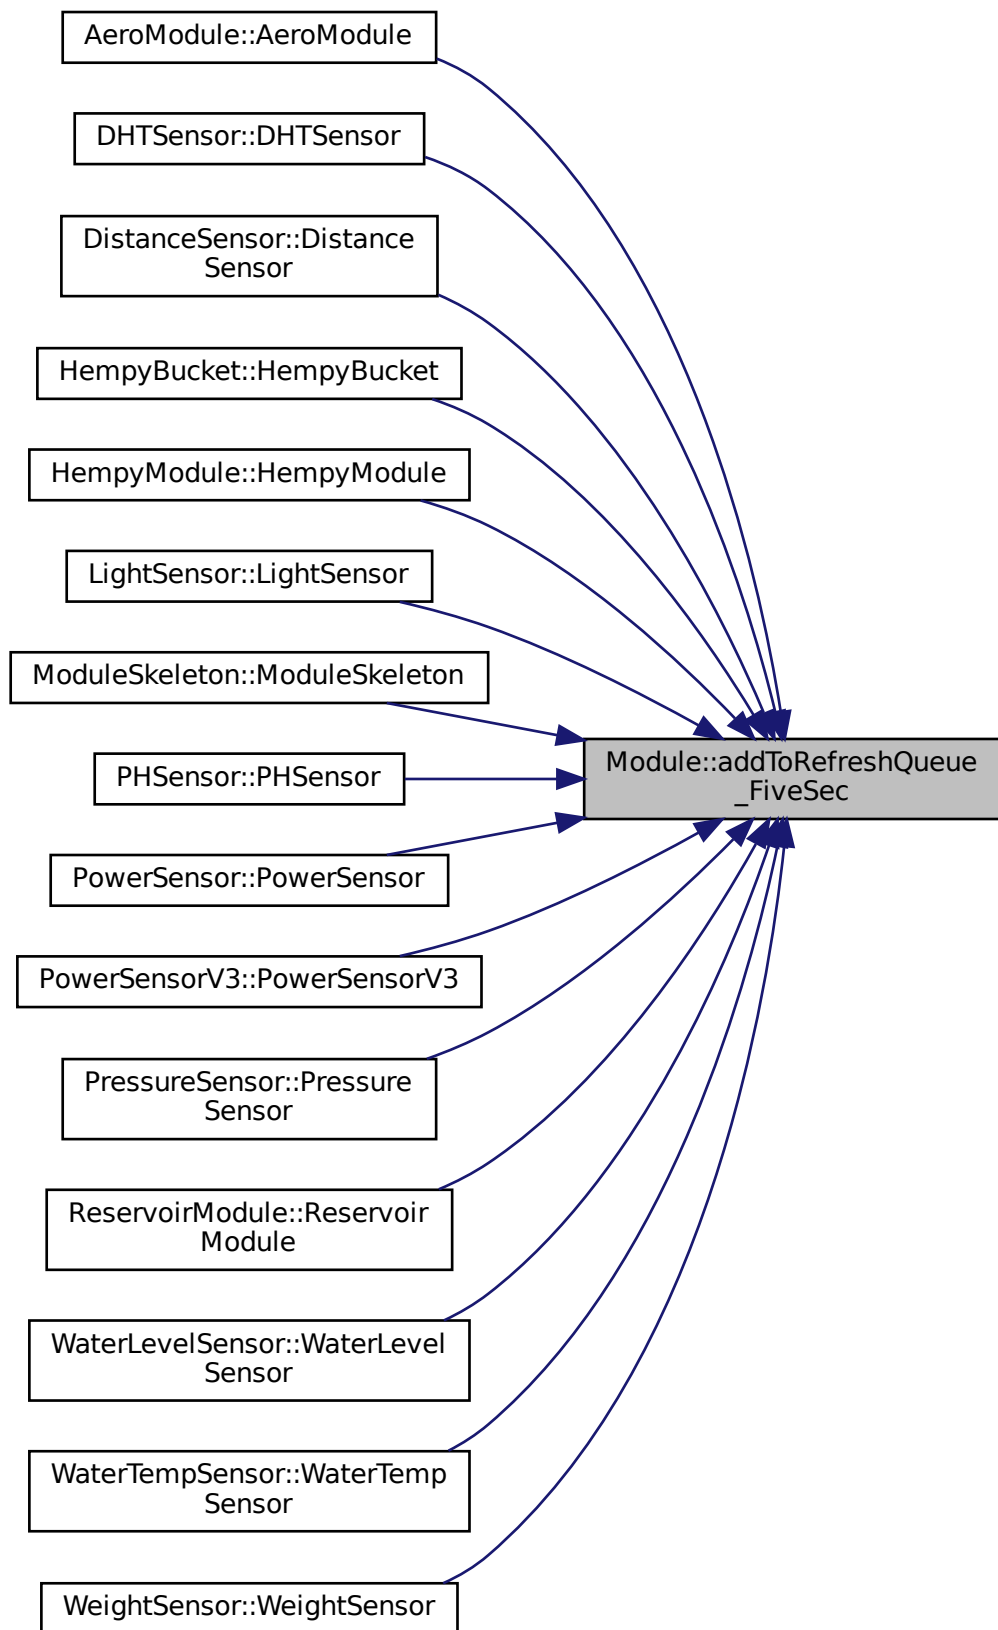 AeroModule::AeroModule
DHTSensor::DHTSensor
DistanceSensor::Distance
Sensor
HempyBucket::HempyBucket
HempyModule::HempyModule
LightSensor::LightSensor
ModuleSkeleton::ModuleSkeleton
Module::addToRefreshQueue
_FiveSec
PHSensor::PHSensor
PowerSensor::PowerSensor
PowerSensorV3::PowerSensorV3
PressureSensor::Pressure
Sensor
ReservoirModule::Reservoir
Module
WaterLevelSensor::WaterLevel
Sensor
WaterTempSensor::WaterTemp
Sensor
WeightSensor::WeightSensor